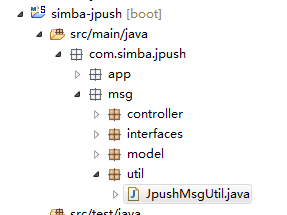 simba-jpush [boot]
src/main/java
com.simba.jpush
app
msg
controller
interfaces
model
util
JpushMsgUtil.java
src/test/java